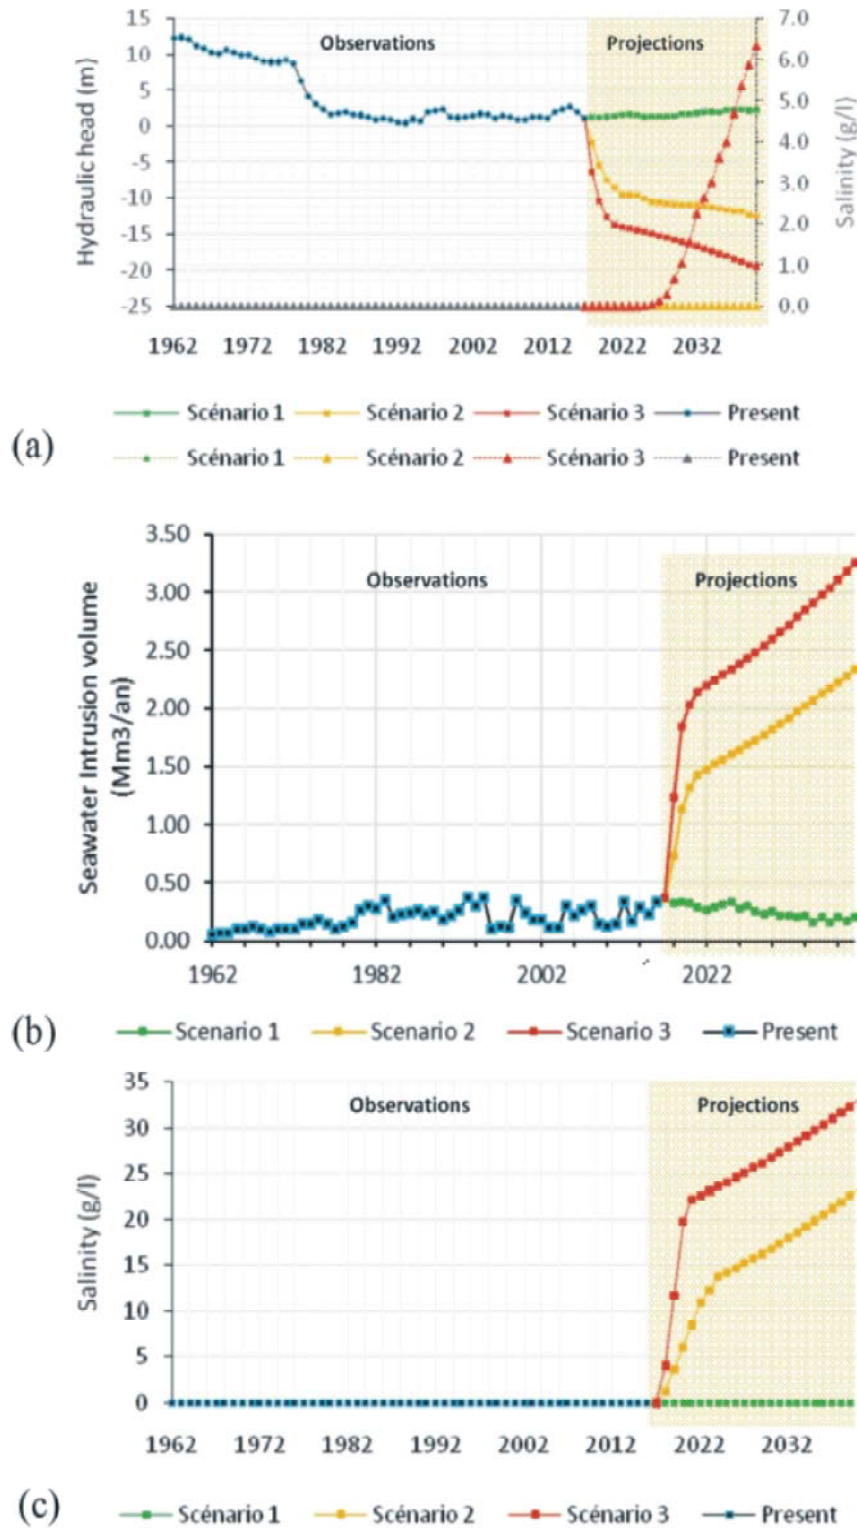 Observations Projections
Hydraulic head (m)
15
10
5
0
-5
-10
-15
-20
-25
Salinity (g/l)
7.0
6.0
5.0
4.0
3.0
2.0
1.0
0.0
1962 1972 1982 1992 2002 2012 2022 2032
Scénario 1 Scénario 2 Scénario 3 Present
Scénario 1 Scénario 2 Scénario 3 Present
(a)
Seawater Intrusion volume
(Mm3/an)
3.50
3.00
2.50
2.00
1.50
1.00
0.50
0.00
Observations Projections
1962 1982 2002 2022
(b)
Scenario 1 Scenario 2 Scenario 3 Present
Salinity (g/l)
35
30
25
20
15
10
5
0
Observations Projections
1962 1972 1982 1992 2002 2012 2022 2032
(c)
Scénario 1 Scénario 2 Scénario 3 Present